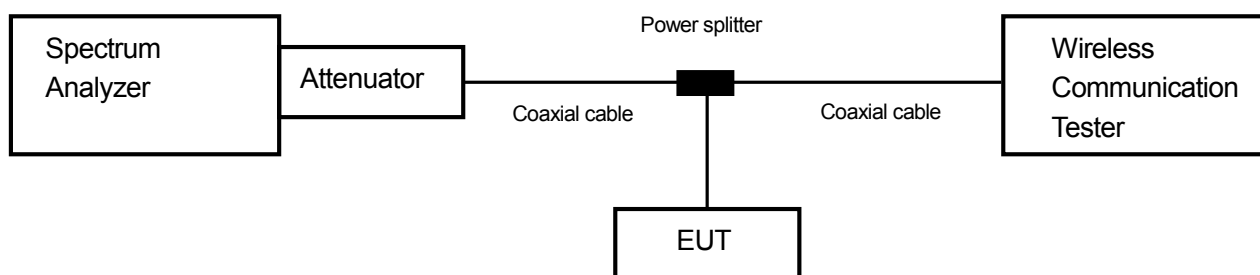 Power splitter
Spectrum
Analyzer
Attenuator
Wireless
Communication
Tester
Coaxial cable
Coaxial cable
EUT